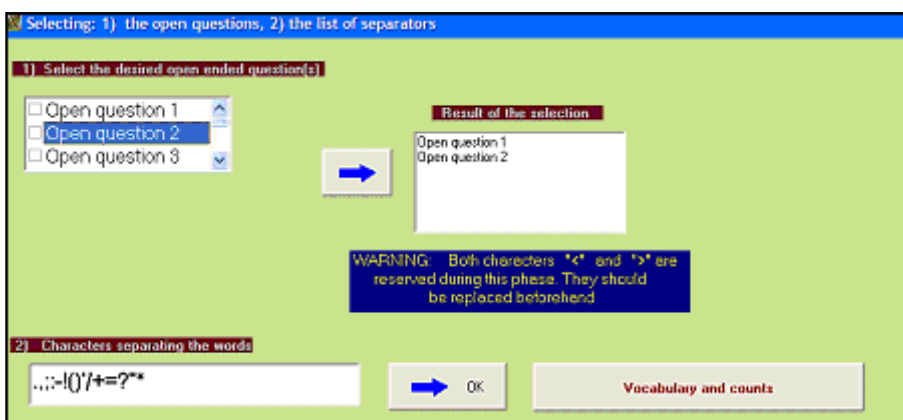 Selecting: 1) the open questions, 2) the list of separators
1) Select the desired open ended question(s)
Open question 1
Open question 2
Open question 3
Result of the selection
Open question 1
Open question 2
WARNING: Both characters "<" and ">" are
reserved during this phase. They should
be replaced beforehand
2) Characters separating the words
.,;:-!()'/+=?"*
OK
Vocabulary and counts